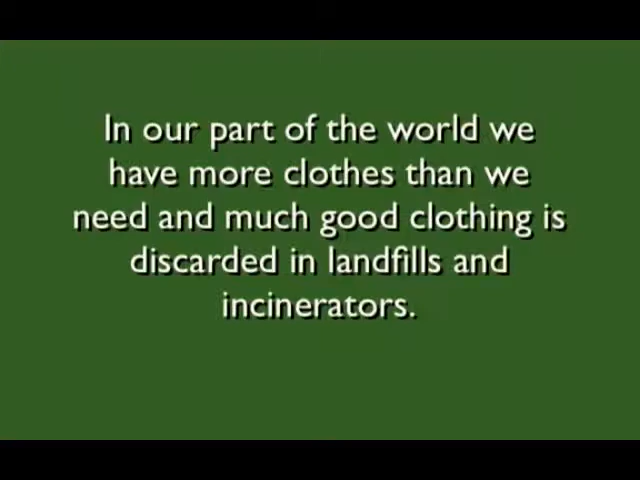 In our part of the world we
have more clothes than we
need and much good clothing is
discarded in landfills and
incinerators.